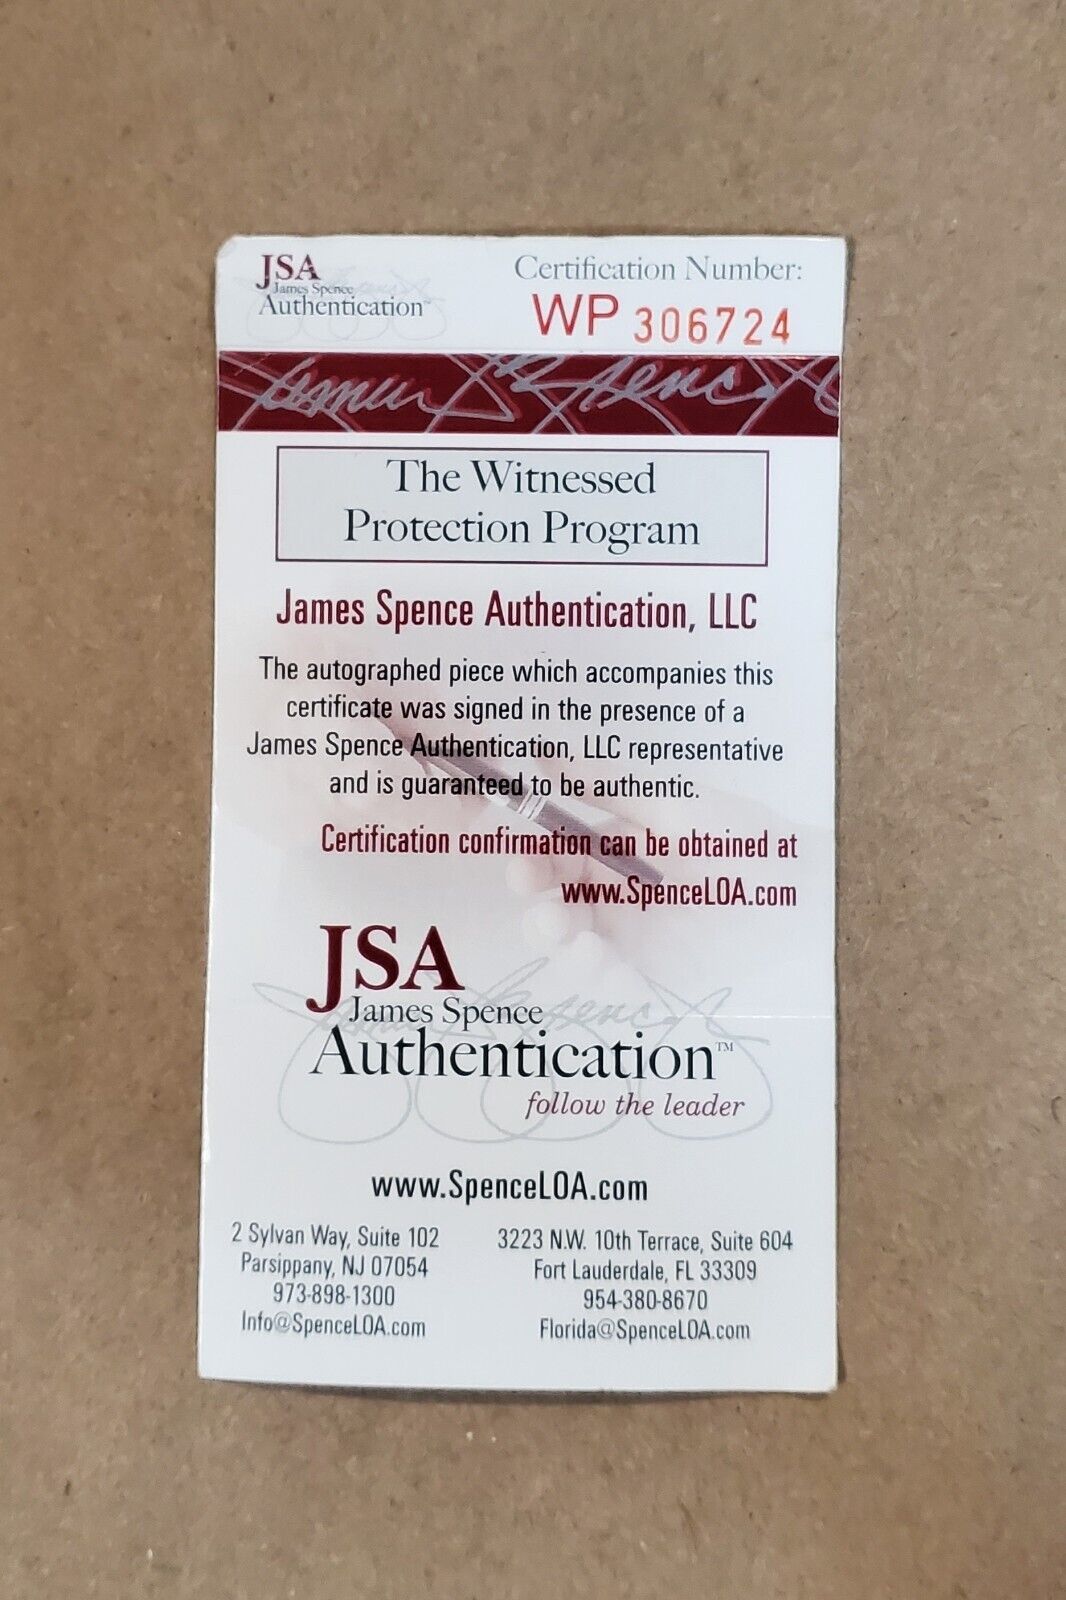 JSA
James Spence
Authentication™
Certification Number:
WP 306724
James Spence
The Witnessed
Protection Program
James Spence Authentication, LLC
The autographed piece which accompanies this
certificate was signed in the presence of a
James Spence Authentication, LLC representative
and is guaranteed to be authentic.
Certification confirmation can be obtained at
www.SpenceLOA.com
JSA
James Spence
Authentication™
follow the leader
www.SpenceLOA.com
2 Sylvan Way, Suite 102
Parsippany, NJ 07054
973-898-1300
Info@SpenceLOA.com
3223 N.W. 10th Terrace, Suite 604
Fort Lauderdale, FL 33309
954-380-8670
Florida@SpenceLOA.com